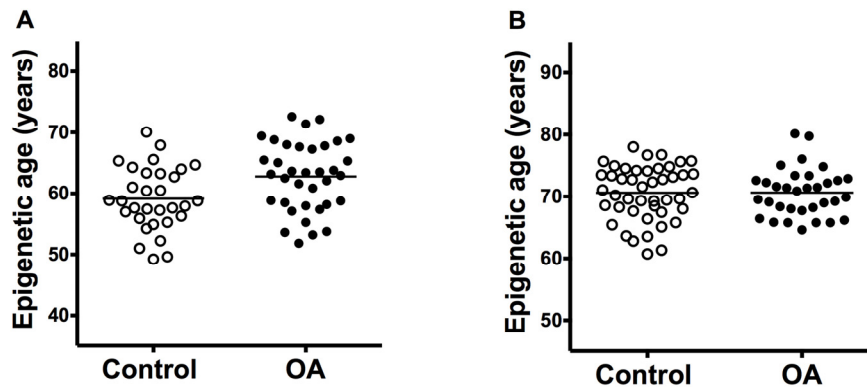 A
Epigenetic age (years)
80
70
60
50
40
Control OA
B
Epigenetic age (years)
90
80
70
60
50
Control OA